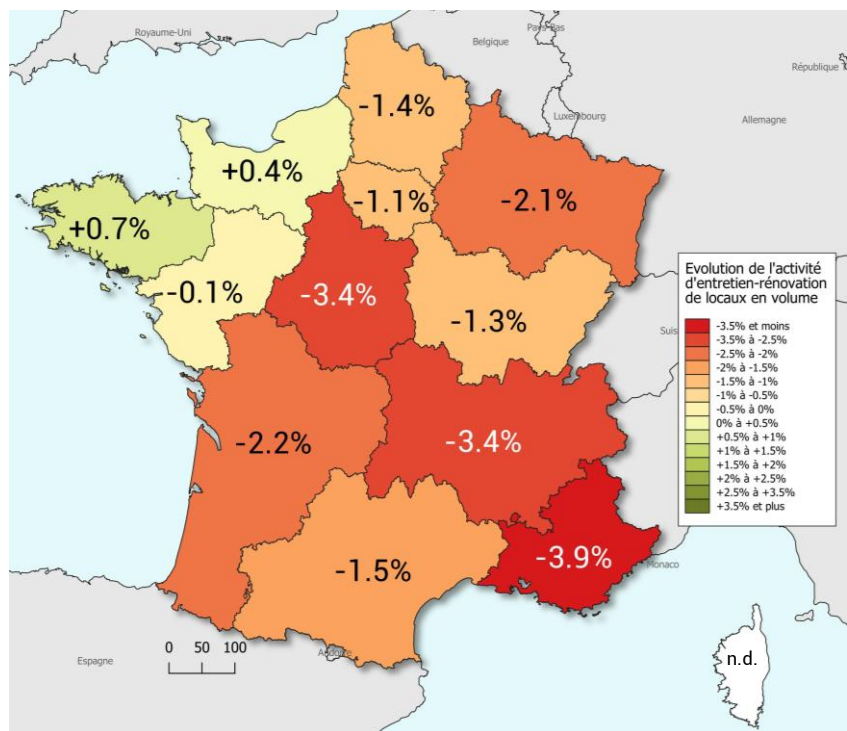 Royaume-Uni
Pays-Bas
Belgique
République T
Luxembourg
Allemagne
-1.4%
+0.4%
-1.1%
-2.1%
+0.7%
-0.1%
-3.4%
-1.3%
Suis
Evolution de l'activité
d'entretien-rénovation
de locaux en volume
-3.5% et moins
-3.5% à -2.5%
-2.5% à -2%
-2% à -1.5%
-1.5% à -1%
-1% à -0.5%
-0.5% à 0%
0% à +0.5%
+0.5% à +1%
+1% à +1.5%
+1.5% à +2%
+2% à +2.5%
+2.5% à +3.5%
+3.5% et plus
-2.2%
-3.4%
-3.9%
Monaco
-1.5%
0 50 100
Andorre
Espagne
n.d.